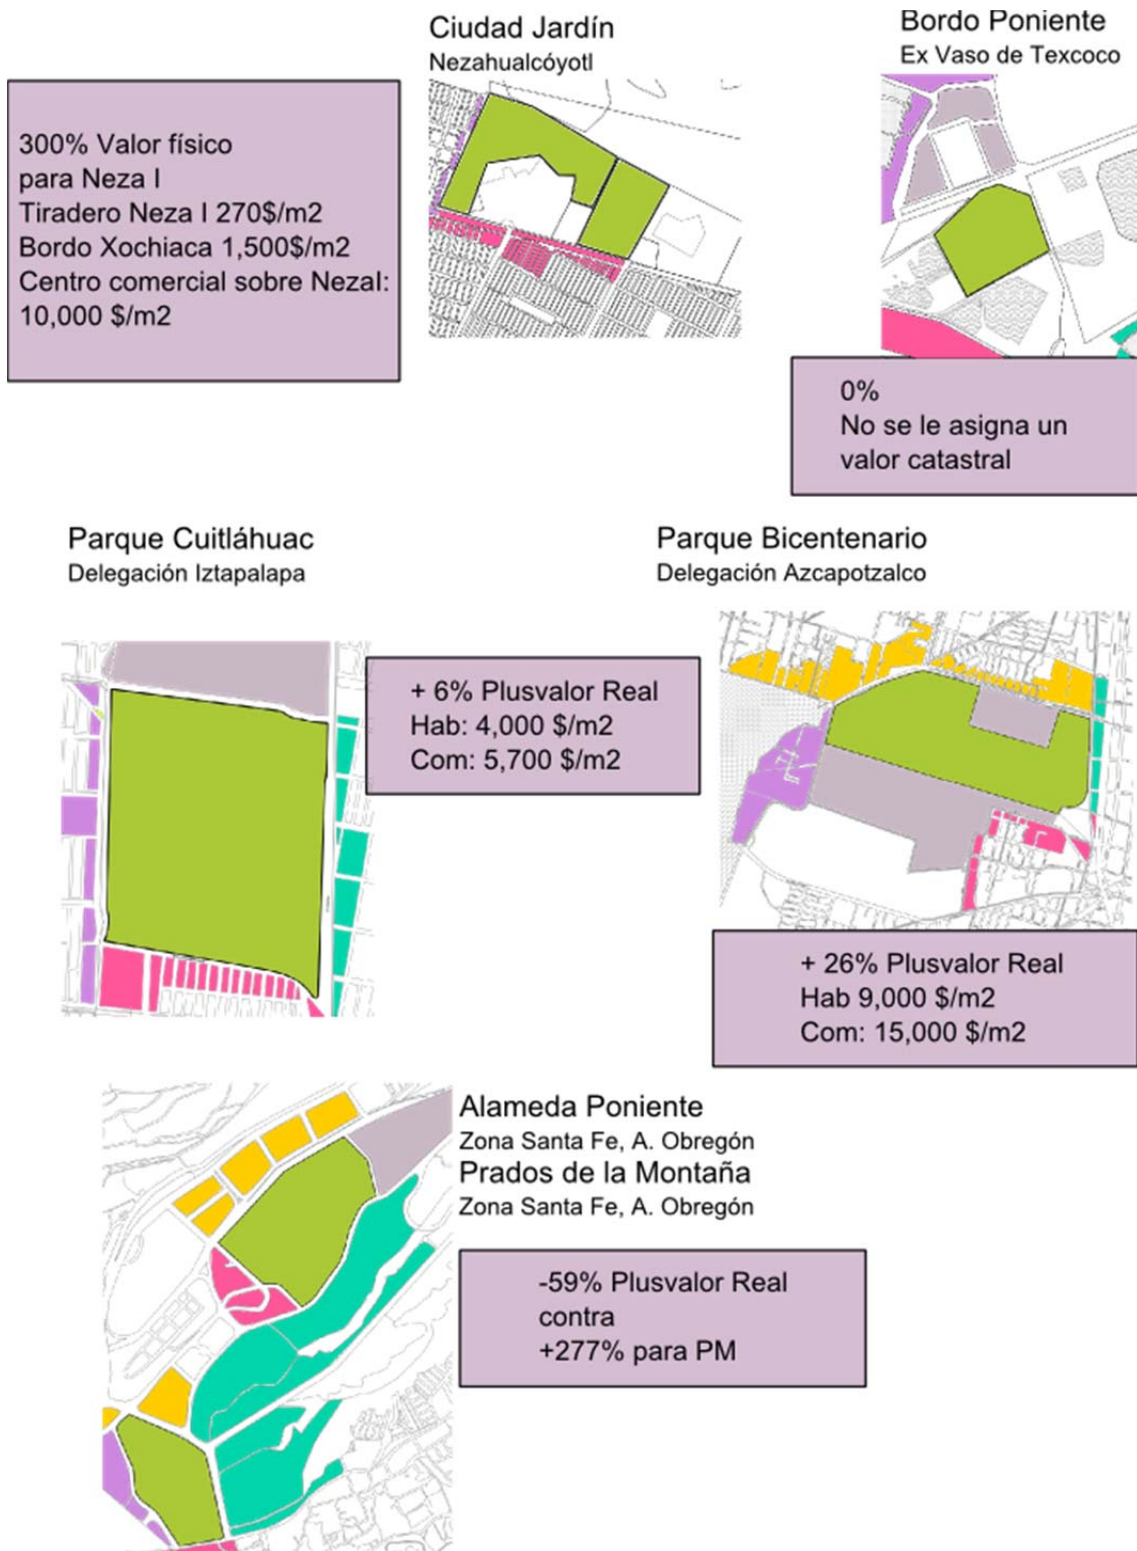 Ciudad Jardín
Nezahualcóyotl
Bordo Poniente
Ex Vaso de Texcoco
300% Valor físico
para Neza I
Tiradero Neza I 270$/m2
Bordo Xochiaca 1,500$/m2
Centro comercial sobre NezaI:
10,000 $/m2
0%
No se le asigna un
valor catastral
Parque Cuitláhuac
Delegación Iztapalapa
Parque Bicentenario
Delegación Azcapotzalco
+ 6% Plusvalor Real
Hab: 4,000 $/m2
Com: 5,700 $/m2
+ 26% Plusvalor Real
Hab 9,000 $/m2
Com: 15,000 $/m2
Alameda Poniente
Zona Santa Fe, A. Obregón
Prados de la Montaña
Zona Santa Fe, A. Obregón
-59% Plusvalor Real
contra
+277% para PM